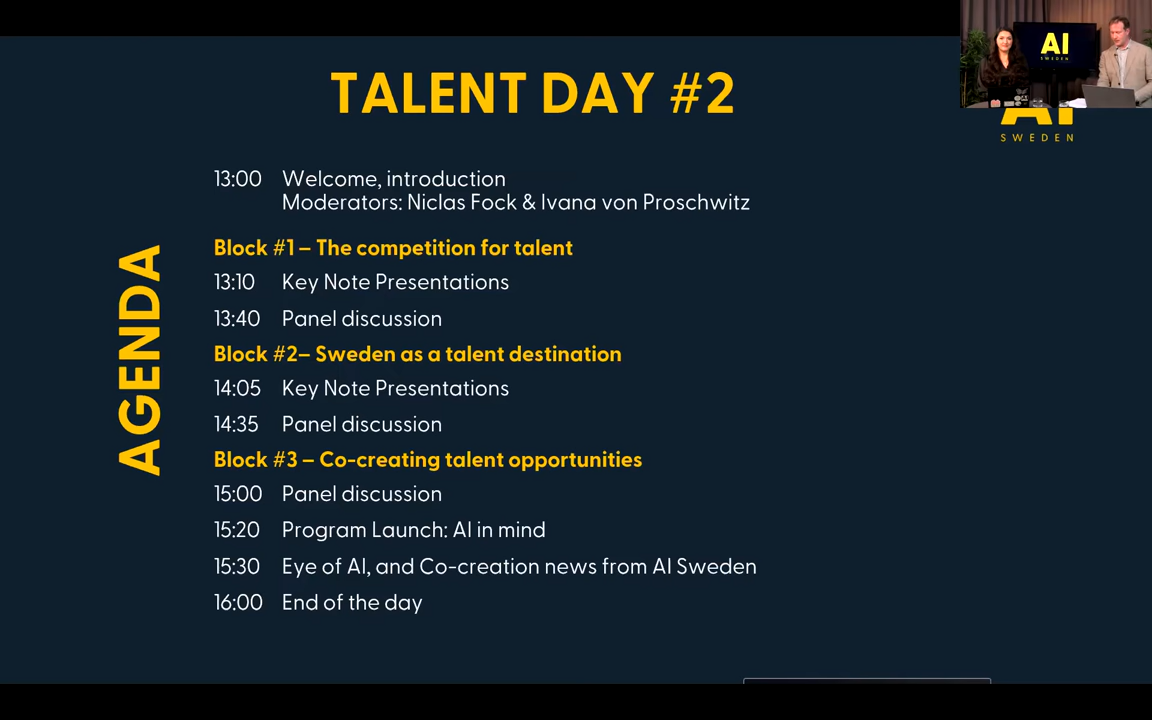 TALENT DAY #2
AI
SWEDEN
AI
SWEDEN
AGENDA
13:00 Welcome, introduction
Moderators: Niclas Fock & Ivana von Proschwitz
Block #1 – The competition for talent
13:10 Key Note Presentations
13:40 Panel discussion
Block #2– Sweden as a talent destination
14:05 Key Note Presentations
14:35 Panel discussion
Block #3 – Co-creating talent opportunities
15:00 Panel discussion
15:20 Program Launch: AI in mind
15:30 Eye of AI, and Co-creation news from AI Sweden
16:00 End of the day